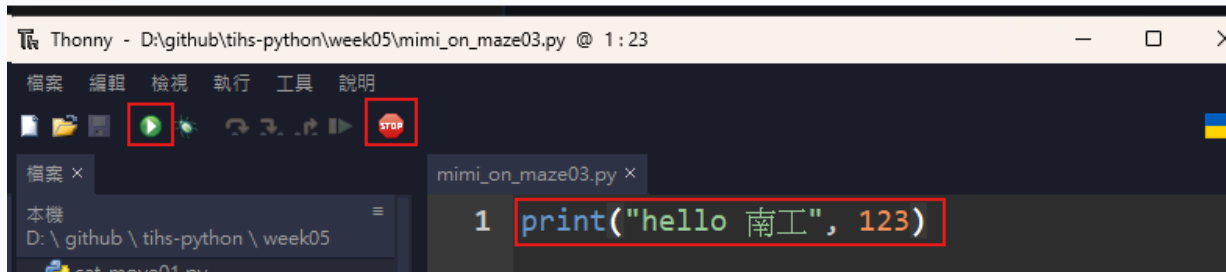 Thonny - D:\github\tihs-python\week05\mimi_on_maze03.py @ 1:23
檔案 編輯 檢視 執行 工具 說明
STOP
檔案 ×
mimi_on_maze03.py ×
本機
D: \ github \ tihs-python \ week05
1 print("hello 南工", 123)
cat_move01.py